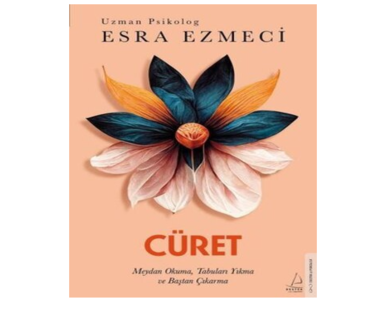 Uzman Psikolog
ESRA EZMECİ
CÜRET
Meydan Okuma, Tabuları Yıkma
ve Baştan Çıkarma